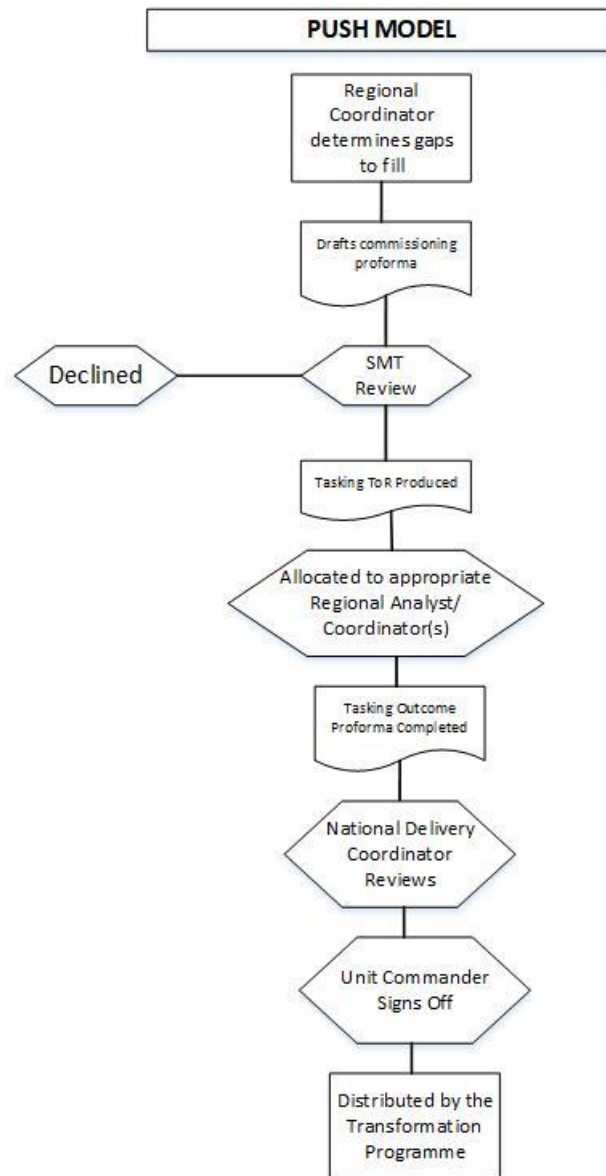 PUSH MODEL
Regional
Coordinator
determines gaps
to fill
Drafts commissioning
proforma
Declined
SMT
Review
Tasking ToR Produced
Allocated to appropriate
Regional Analyst/
Coordinator(s)
Tasking Outcome
Proforma Completed
National Delivery
Coordinator
Reviews
Unit Commander
Signs Off
Distributed by the
Transformation
Programme